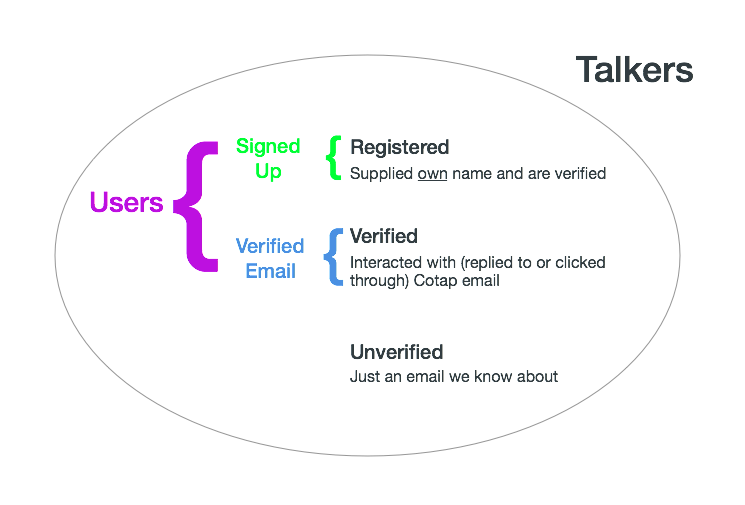 Talkers
Users
Signed
Up
Registered
Supplied own name and are verified
Verified
Email
Verified
Interacted with (replied to or clicked
through) Cotap email
Unverified
Just an email we know about